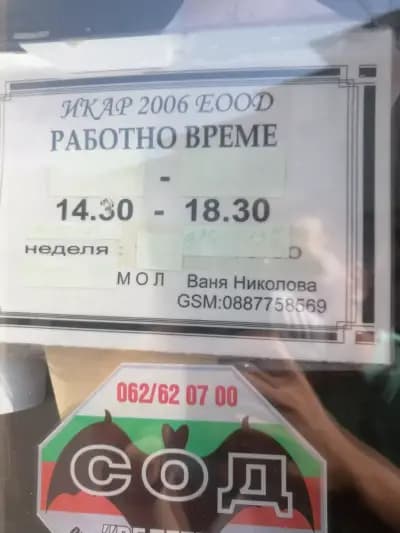 ИКАР 2006 ЕООД
РАБОТНО ВРЕМЕ
-
14.30 - 18.30
неделя :
МОЛ Ваня Николова
GSM:0887758569
062/62 07 00
СОД